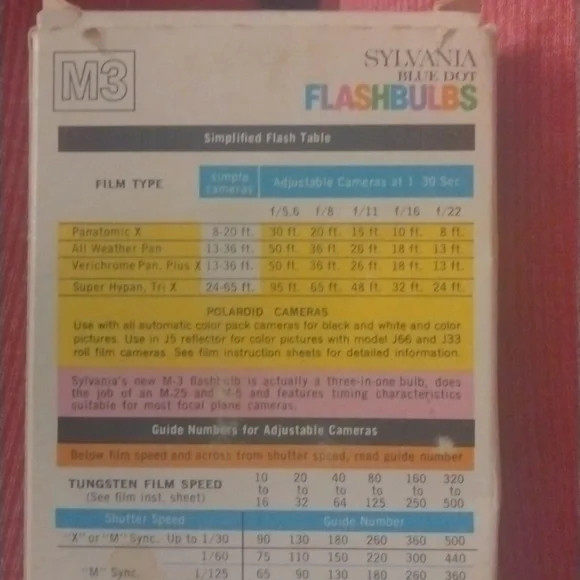 M3
SYLVANIA
BLUE DOT
FLASHBULBS
Simplified Flash Table
FILM TYPE simple cameras Adjustable Cameras at 1 30 Sec
f/5.6 f/8 f/11 f/16 f/22
Panatomic X 8-20 ft. 30 ft. 20 ft. 15 ft. 10 ft. 8 ft.
All Weather Pan 13-36 ft. 50 ft. 36 ft. 26 ft. 18 ft. 13 ft.
Verichrome Pan, Plus X 13-36 ft. 50 ft. 36 ft. 26 ft. 18 ft. 13 ft.
Super Hypan, Tri X 24-65 ft. 95 ft. 65 ft. 48 ft. 32 ft. 24 ft.
POLAROID CAMERAS
Use with all automatic color pack cameras for black and white and color
pictures. Use in J5 reflector for color pictures with model J66 and J33
roll film cameras. See film instruction sheets for detailed information.
Sylvania's new M-3 flashbulb is actually a three-in-one bulb, does
the job of an M-25 and M-5 and features timing characteristics
suitable for most focal plane cameras.
Guide Numbers for Adjustable Cameras
Below film speed and across from shutter speed, read guide number
TUNGSTEN FILM SPEED 10 20 40 80 160 320
(See film inst. sheet) to to to to to to
16 32 64 125 250 500
Shutter Speed Guide Number
"X" or "M" Sync. Up to 1/30 90 130 180 260 360 500
1/60 75 110 150 220 300 440
"M" Sync. 1/125 65 90 130 180 260 360